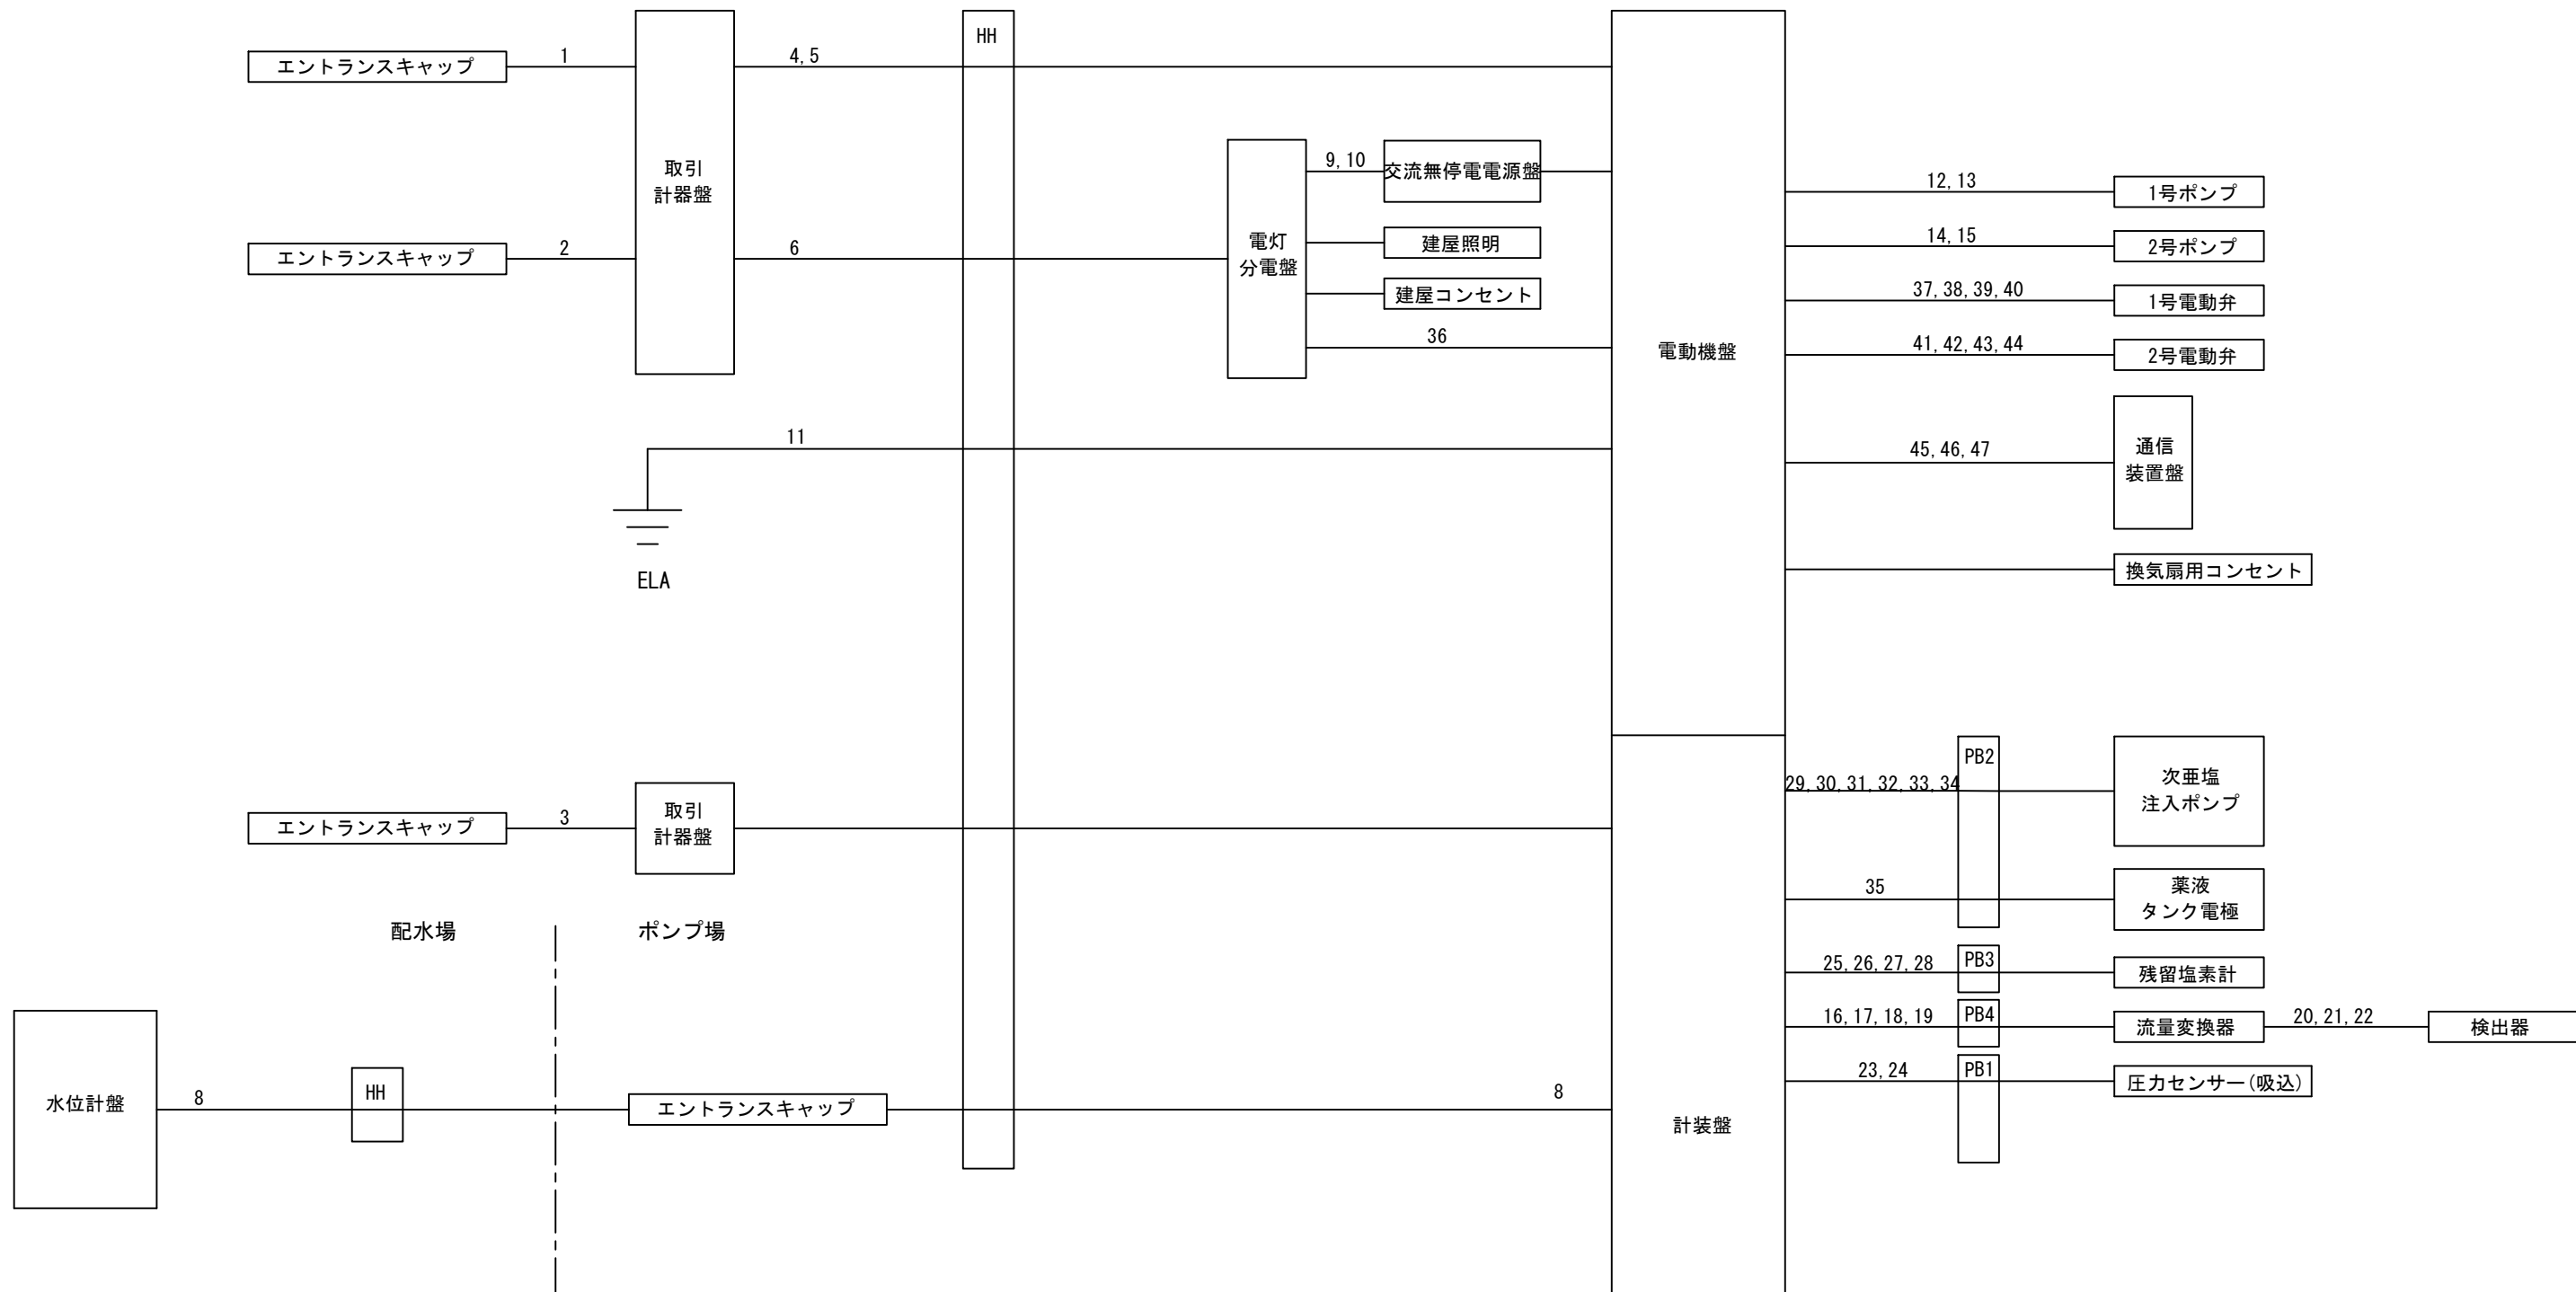 エントランスキャップ
1
取引
計器盤
4, 5
HH
エントランスキャップ
2
6
電灯
分電盤
9, 10
交流無停電電源盤
建屋照明
建屋コンセント
36
電動機盤
12, 13
1号ポンプ
14, 15
2号ポンプ
37, 38, 39, 40
1号電動弁
41, 42, 43, 44
2号電動弁
45, 46, 47
通信
装置盤
換気扇用コンセント
11
ELA
エントランスキャップ
3
取引
計器盤
配水場
ポンプ場
水位計盤
8
HH
エントランスキャップ
8
計装盤
29, 30, 31, 32, 33, 34
PB2
次亜塩
注入ポンプ
35
薬液
タンク電極
25, 26, 27, 28
PB3
残留塩素計
16, 17, 18, 19
PB4
流量変換器
20, 21, 22
検出器
23, 24
PB1
圧力センサー(吸込)